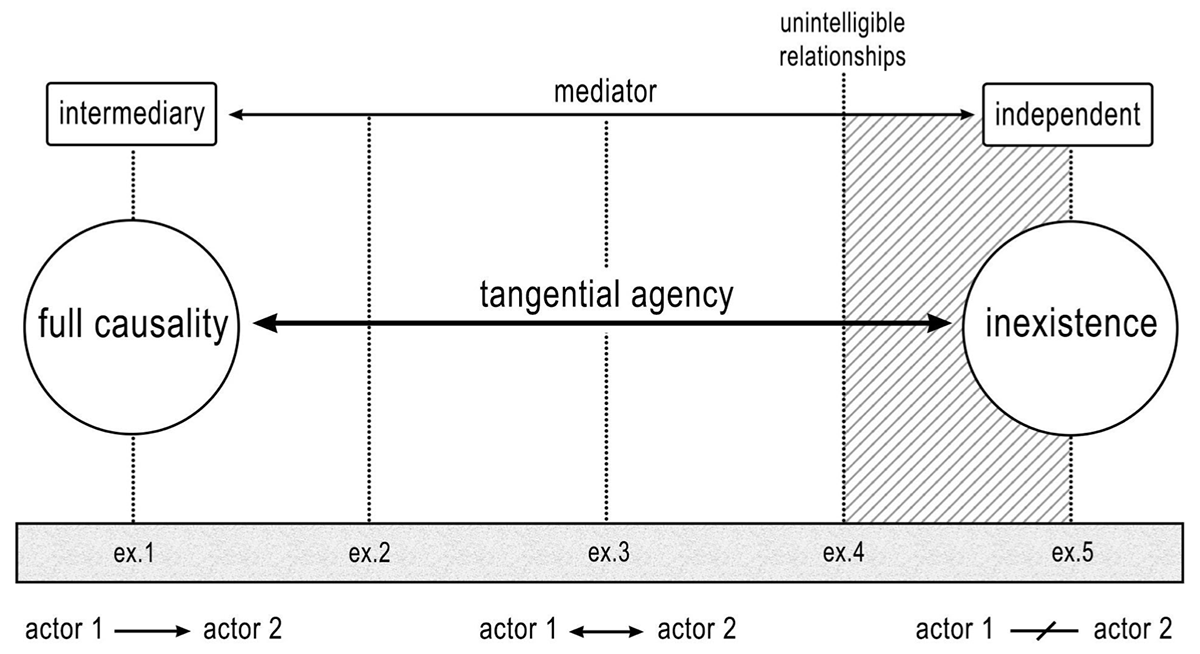 unintelligible
relationships
intermediary
mediator
independent
full causality
tangential agency
inexistence
ex.1 ex.2 ex.3 ex.4 ex.5
actor 1 actor 2 actor 1 actor 2 actor 1 actor 2